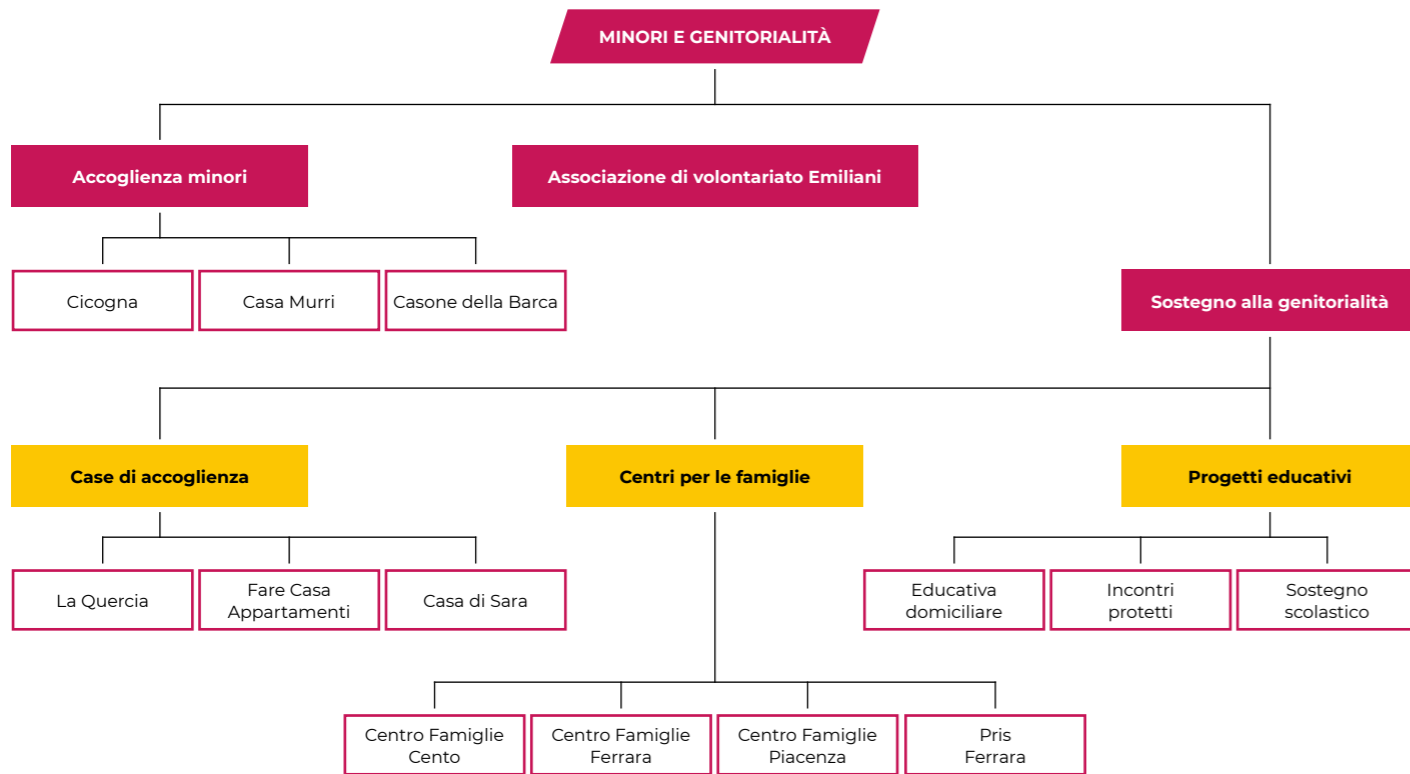 MINORI E GENITORIALITÀ
Accoglienza minori
Associazione di volontariato Emiliani
Cicogna
Casa Murri
Casone della Barca
Sostegno alla genitorialità
Case di accoglienza
Centri per le famiglie
Progetti educativi
La Quercia
Fare Casa
Appartamenti
Casa di Sara
Educativa
domiciliare
Incontri
protetti
Sostegno
scolastico
Centro Famiglie
Cento
Centro Famiglie
Ferrara
Centro Famiglie
Piacenza
Pris
Ferrara